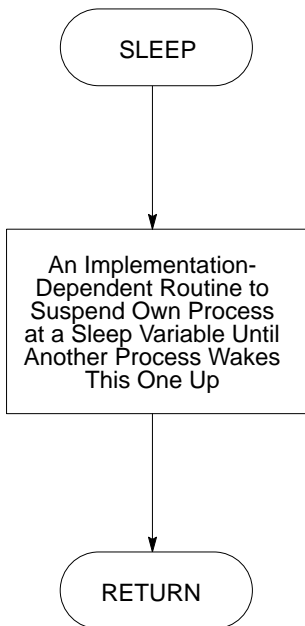 SLEEP
An Implementation-
Dependent Routine to
Suspend Own Process
at a Sleep Variable Until
Another Process Wakes
This One Up
RETURN